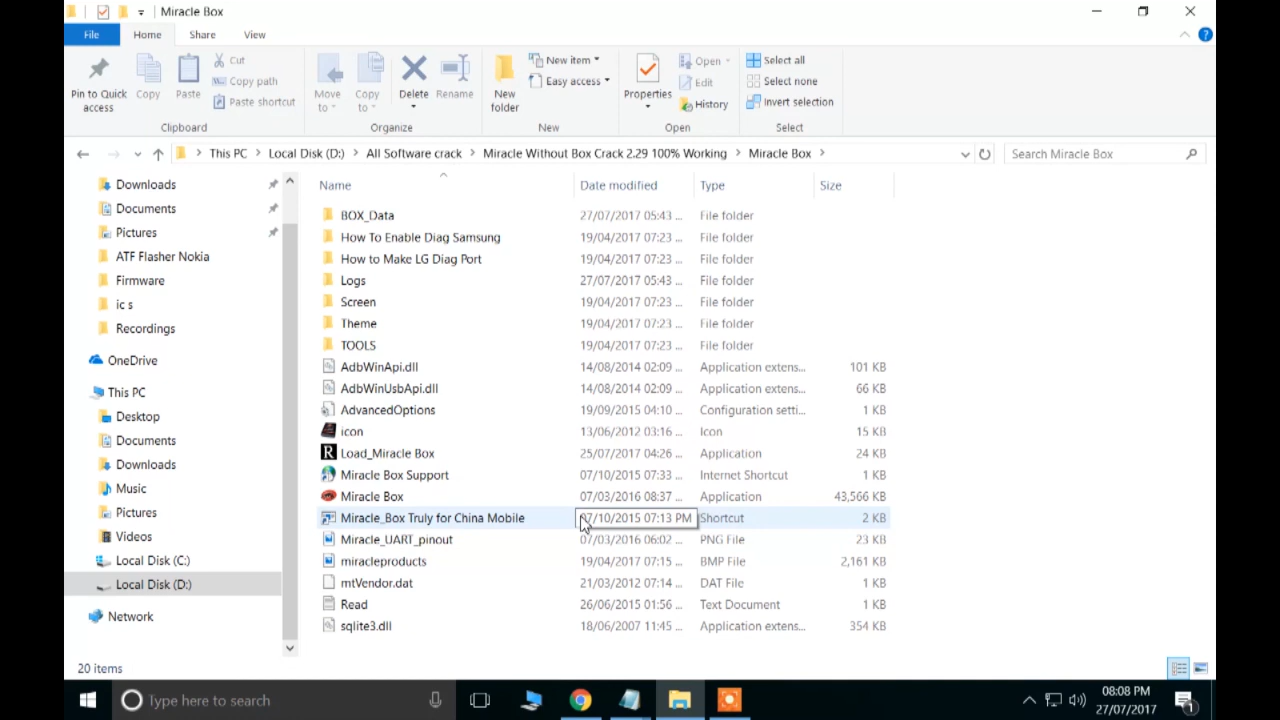 Miracle Box
File Home Share View
Pin to Quick access
Copy
Paste
Cut
Copy path
Paste shortcut
Clipboard
Move to
Copy to
Delete
Rename
Organize
New folder
New item
Easy access
New
Properties
Open
Edit
History
Open
Select all
Select none
Invert selection
Select
This PC > Local Disk (D:) > All Software crack > Miracle Without Box Crack 2.29 100% Working > Miracle Box >
Search Miracle Box
Downloads
Documents
Pictures
ATF Flasher Nokia
Firmware
ic s
Recordings
OneDrive
This PC
Desktop
Documents
Downloads
Music
Pictures
Videos
Local Disk (C:)
Local Disk (D:)
Network
Name Date modified Type Size
BOX_Data 27/07/2017 05:43 ... File folder
How To Enable Diag Samsung 19/04/2017 07:23 ... File folder
How to Make LG Diag Port 19/04/2017 07:23 ... File folder
Logs 27/07/2017 05:43 ... File folder
Screen 19/04/2017 07:23 ... File folder
Theme 19/04/2017 07:23 ... File folder
TOOLS 19/04/2017 07:23 ... File folder
AdbWinApi.dll 14/08/2014 02:09 ... Application extens... 101 KB
AdbWinUsbApi.dll 14/08/2014 02:09 ... Application extens... 66 KB
AdvancedOptions 19/09/2015 04:10 ... Configuration setti... 1 KB
icon 13/06/2012 03:16 ... Icon 15 KB
Load_Miracle Box 25/07/2017 04:26 ... Application 24 KB
Miracle Box Support 07/10/2015 07:33 ... Internet Shortcut 1 KB
Miracle Box 07/03/2016 08:37 ... Application 43,566 KB
Miracle_Box Truly for China Mobile 07/10/2015 07:13 PM Shortcut 2 KB
Miracle_UART_pinout 07/03/2016 06:02 ... PNG File 23 KB
miracleproducts 19/04/2017 07:15 ... BMP File 2,161 KB
mtVendor.dat 21/03/2012 07:14 ... DAT File 1 KB
Read 26/06/2015 01:56 ... Text Document 1 KB
sqlite3.dll 18/06/2007 11:45 ... Application extens... 354 KB
20 items
Type here to search
08:08 PM
27/07/2017
1